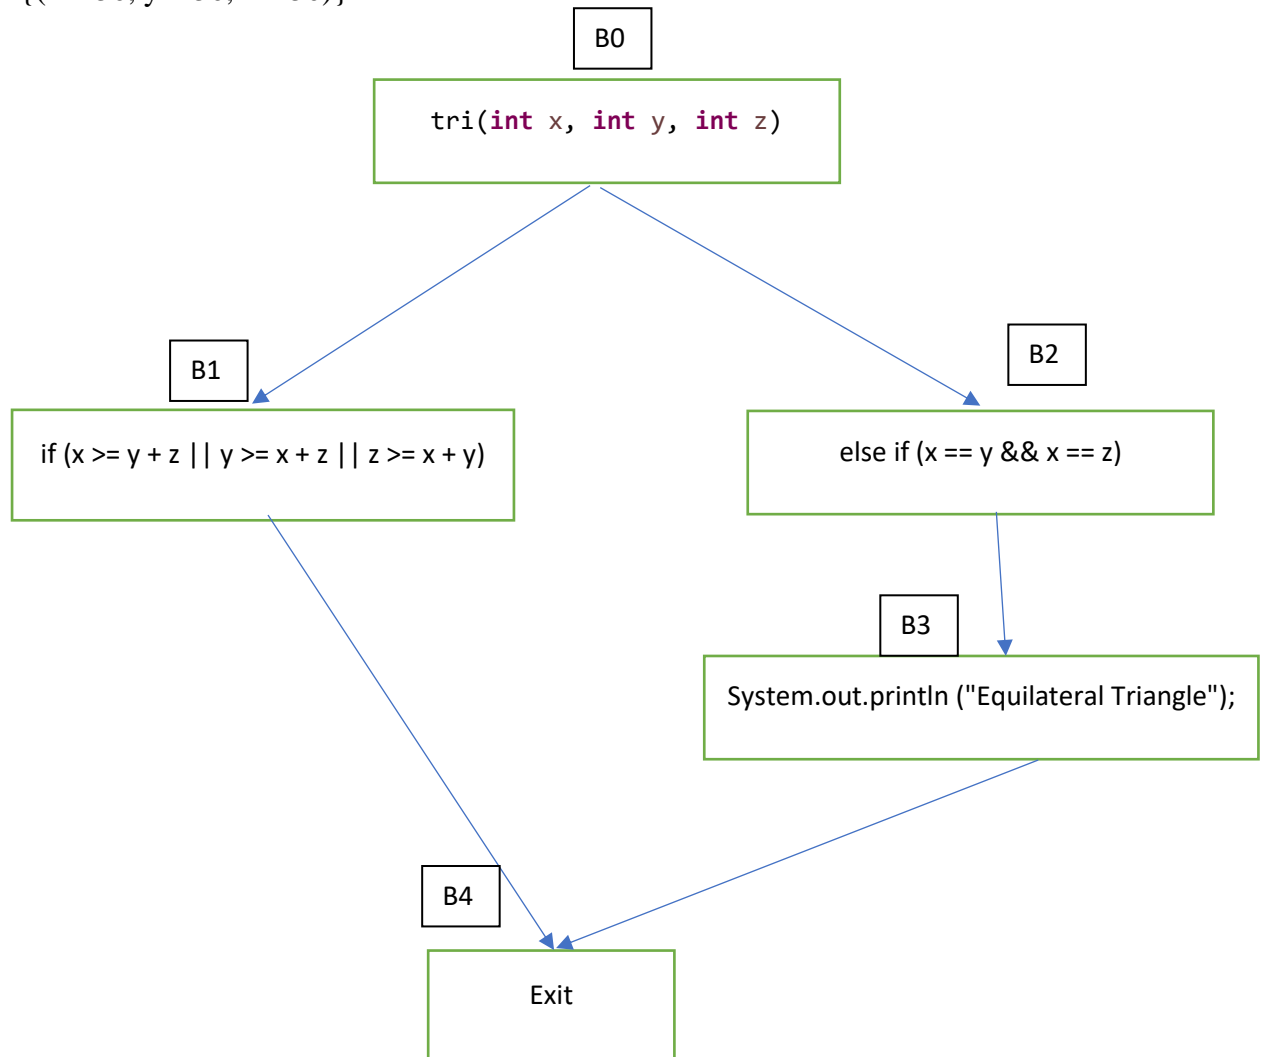 B0
tri(int x, int y, int z)
B1
B2
if (x >= y + z || y >= x + z || z >= x + y)
else if (x == y && x == z)
B3
System.out.println ("Equilateral Triangle");
B4
Exit